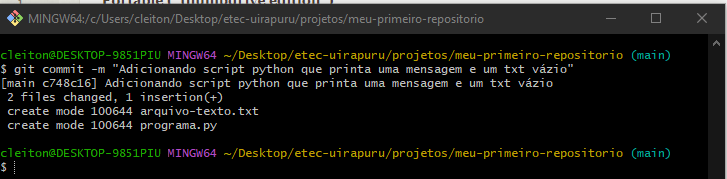 MINGW64:/c/Users/cleiton/Desktop/etec-uirapuru/projetos/meu-primeiro-repositorio
cleiton@DESKTOP-9851PIU MINGW64 ~/Desktop/etec-uirapuru/projetos/meu-primeiro-repositorio (main)
$ git commit -m "Adicionando script python que printa uma mensagem e um txt vázio"
[main c748c16] Adicionando script python que printa uma mensagem e um txt vázio
 2 files changed, 1 insertion(+)
 create mode 100644 arquivo-texto.txt
 create mode 100644 programa.py
cleiton@DESKTOP-9851PIU MINGW64 ~/Desktop/etec-uirapuru/projetos/meu-primeiro-repositorio (main)
$